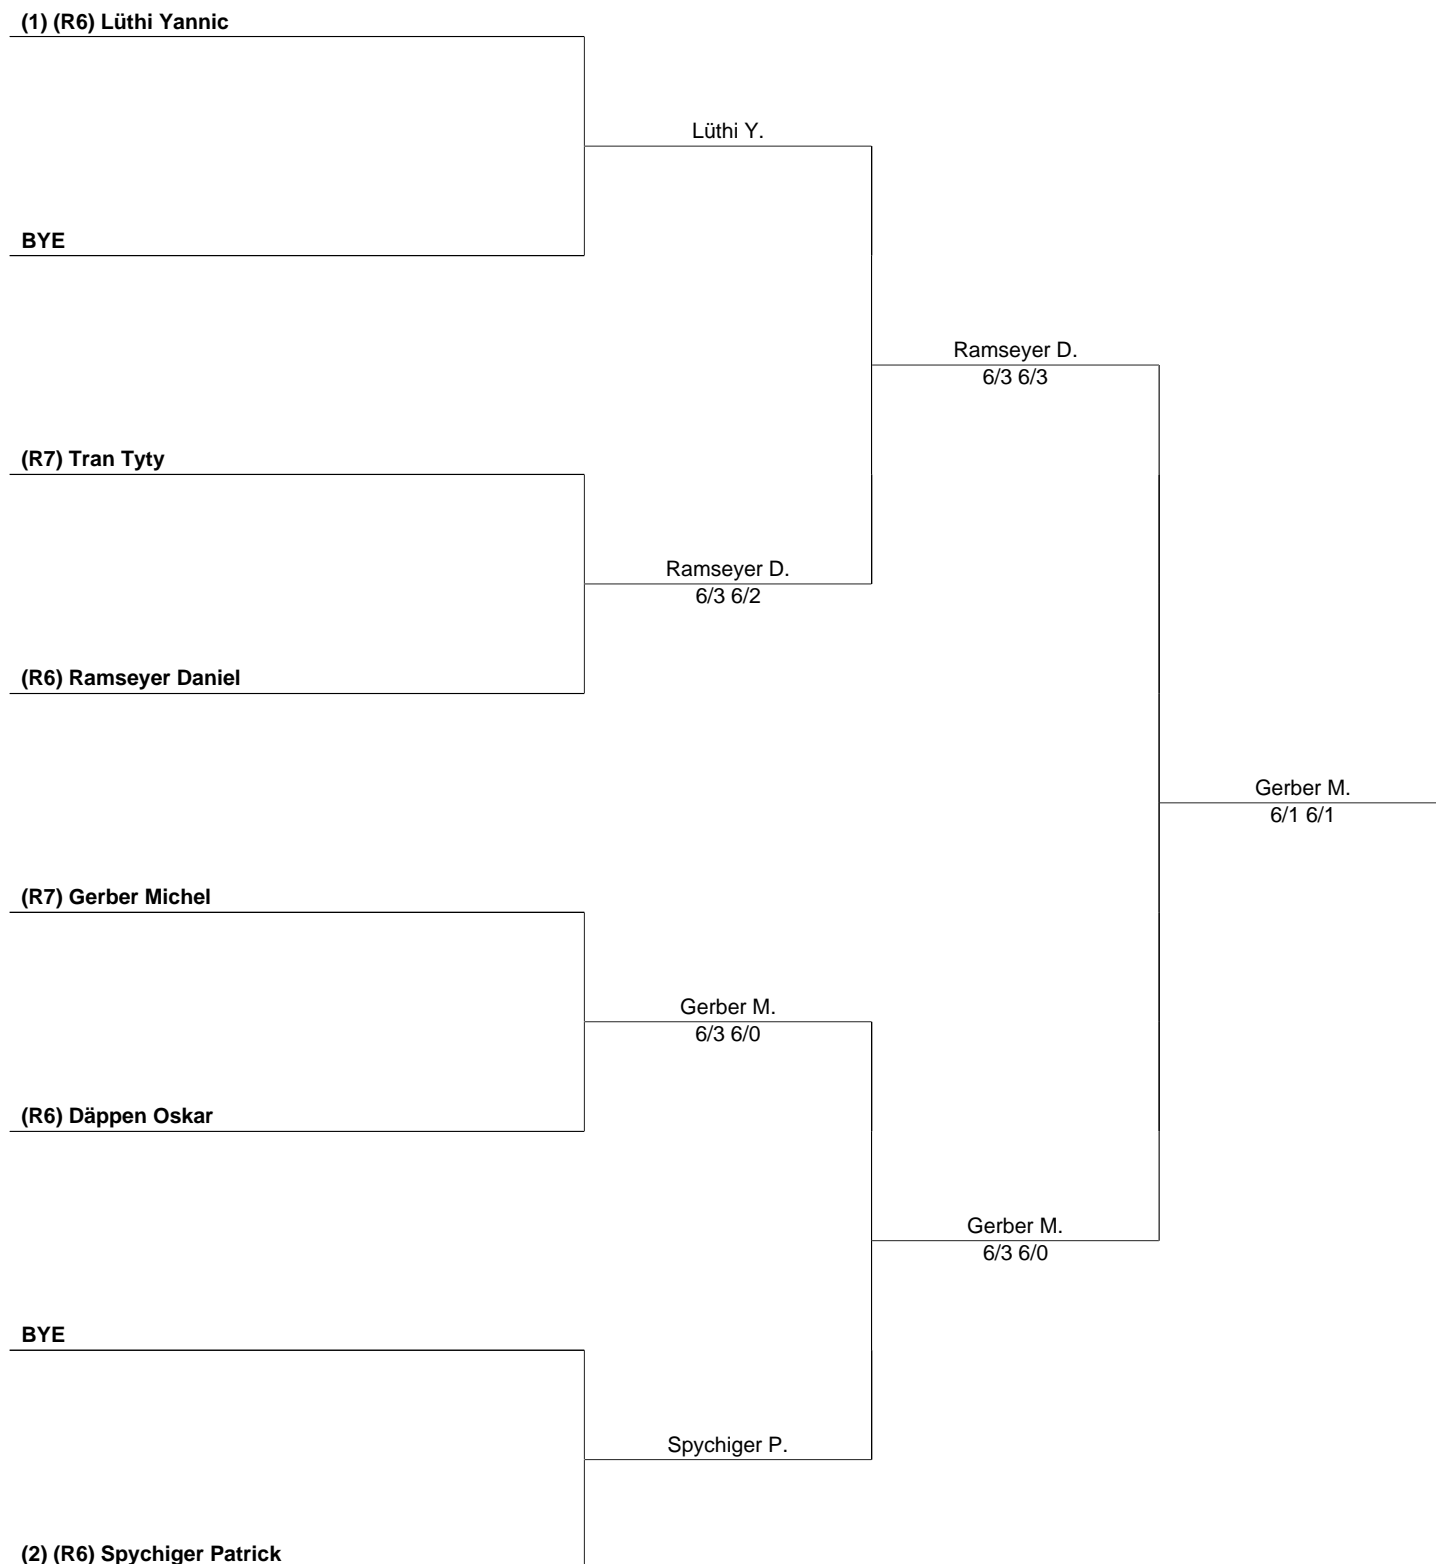 (1) (R6) Lüthi Yannic
Lüthi Y.
BYE
Ramseyer D.
6/3 6/3
(R7) Tran Tyty
Ramseyer D.
6/3 6/2
(R6) Ramseyer Daniel
Gerber M.
6/1 6/1
(R7) Gerber Michel
Gerber M.
6/3 6/0
(R6) Däppen Oskar
Gerber M.
6/3 6/0
BYE
Spychiger P.
(2) (R6) Spychiger Patrick